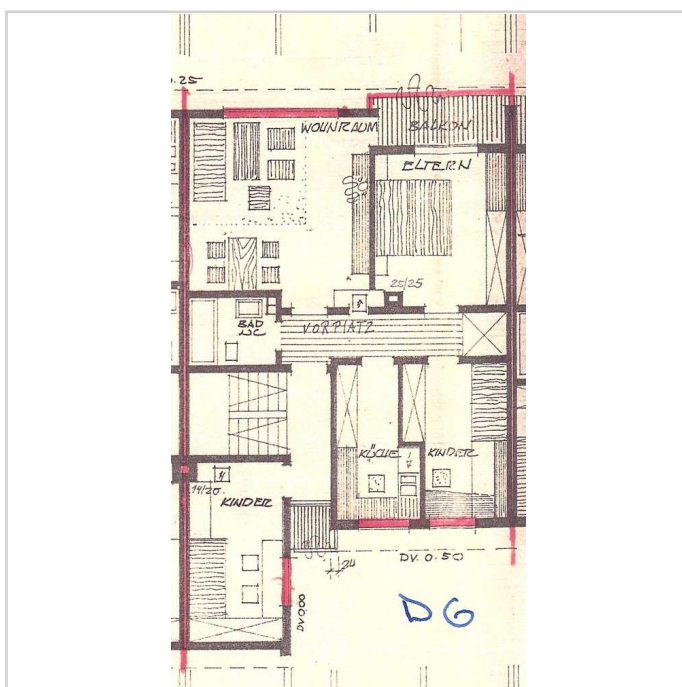 .25
WOHNRAUM
BALKON
ELTERN
25/25
BAD
WC
VORPLATZ
KÜCHE
KINDER
14/20
KINDER
24
DV. 0.50
DV 0.00
DG